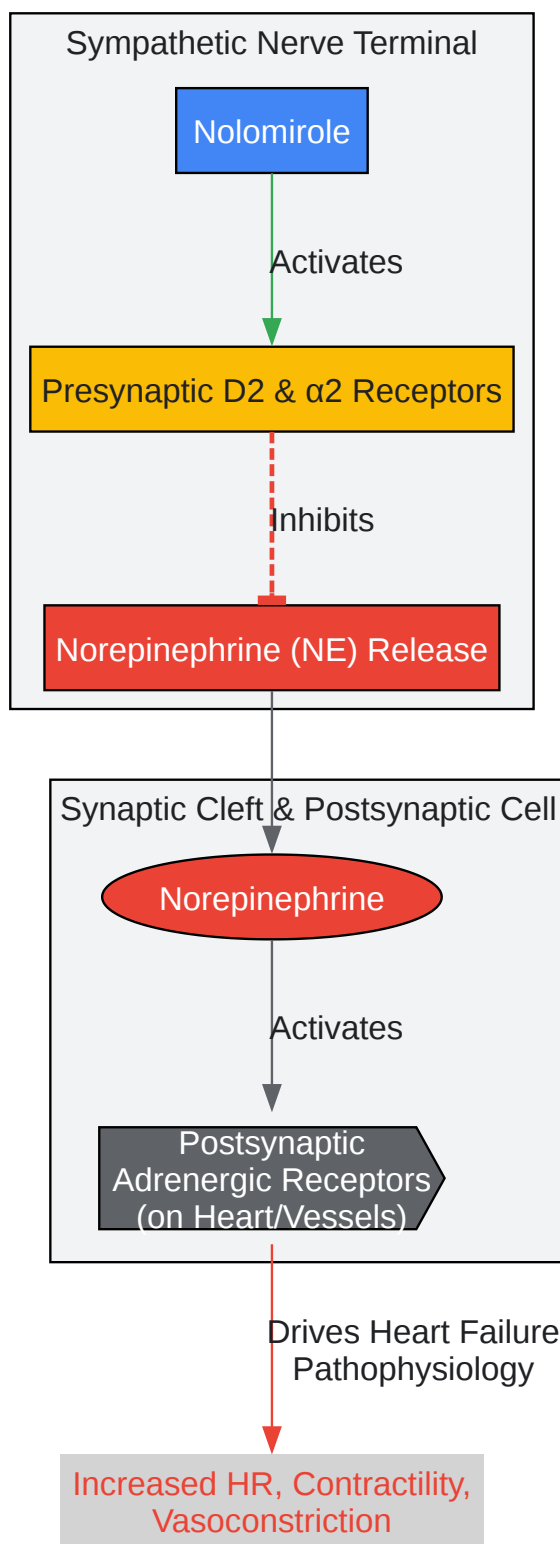 Sympathetic Nerve Terminal
Nolomirole
Activates
Presynaptic D2 & α2 Receptors
Inhibits
Norepinephrine (NE) Release
Synaptic Cleft & Postsynaptic Cell
Norepinephrine
Activates
Postsynaptic
Adrenergic Receptors
(on Heart/Vessels)
Drives Heart Failure
Pathophysiology
Increased HR, Contractility,
Vasoconstriction